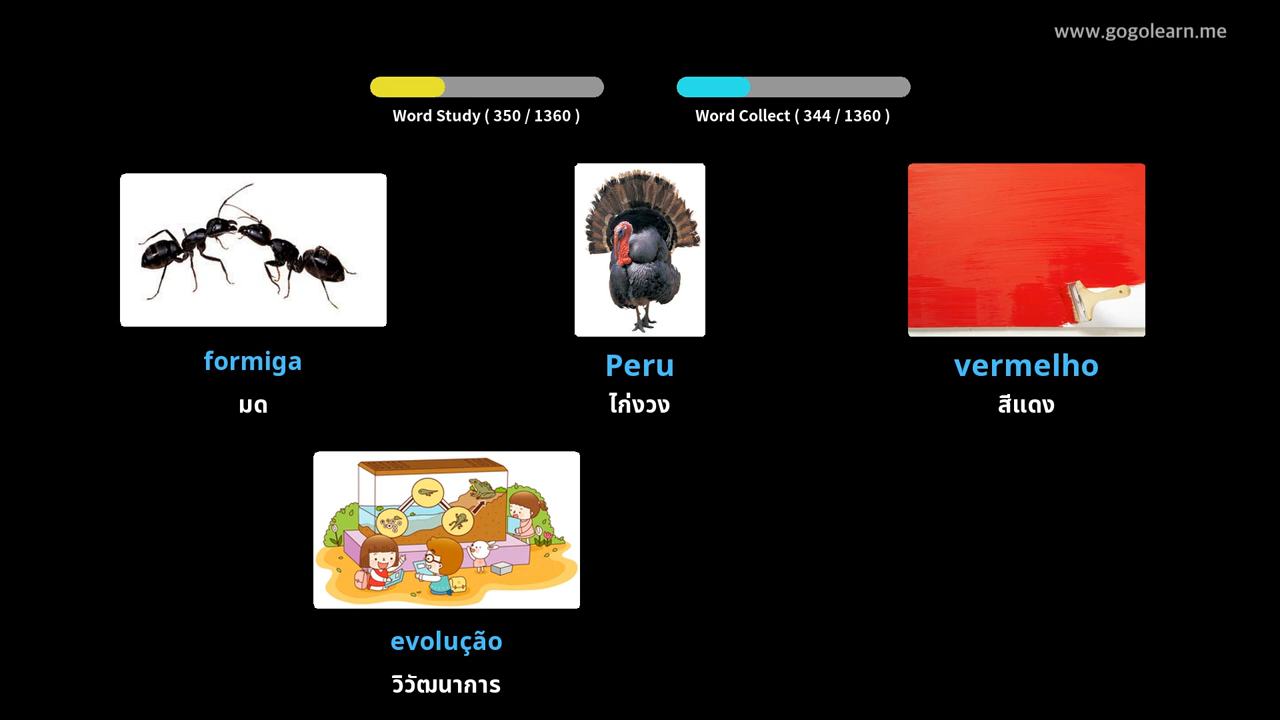 www.gogolearn.me
Word Study ( 350 / 1360 )
Word Collect ( 344 / 1360 )
formiga
Peru
vermelho
มด
ไก่งวง
สีแดง
evolução
วิวัฒนาการ